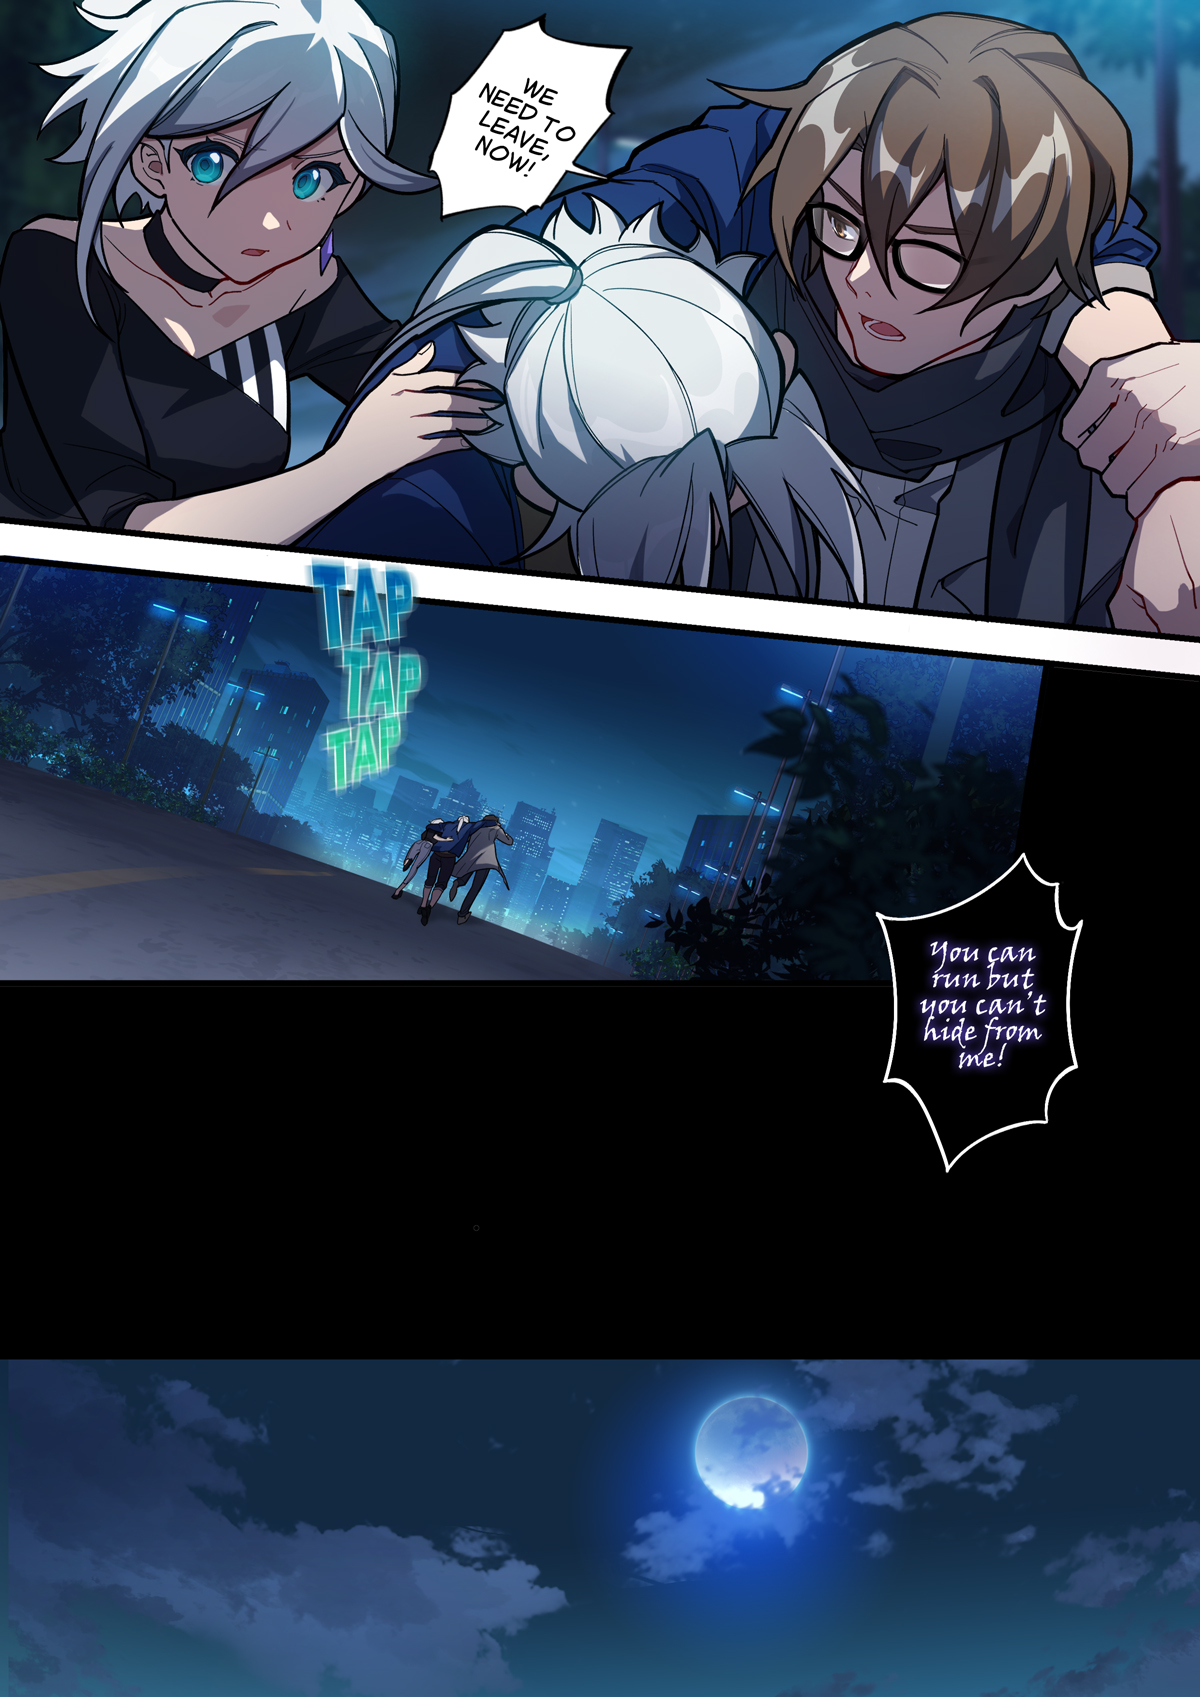 WE
NEED TO
LEAVE,
NOW!
TAP
TAP
TAP
You can
run but
you can't
hide from
me!